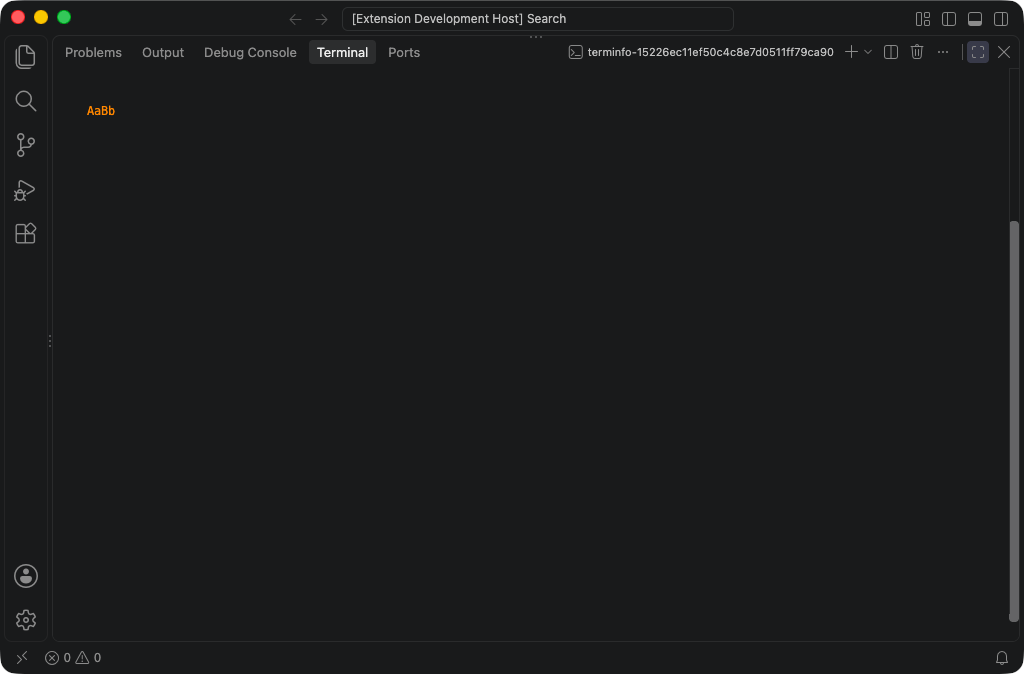 [Extension Development Host] Search
Problems Output Debug Console Terminal Ports terminfo-15226ec11ef50c4c8e7d0511ff79ca90
AaBb
0 0